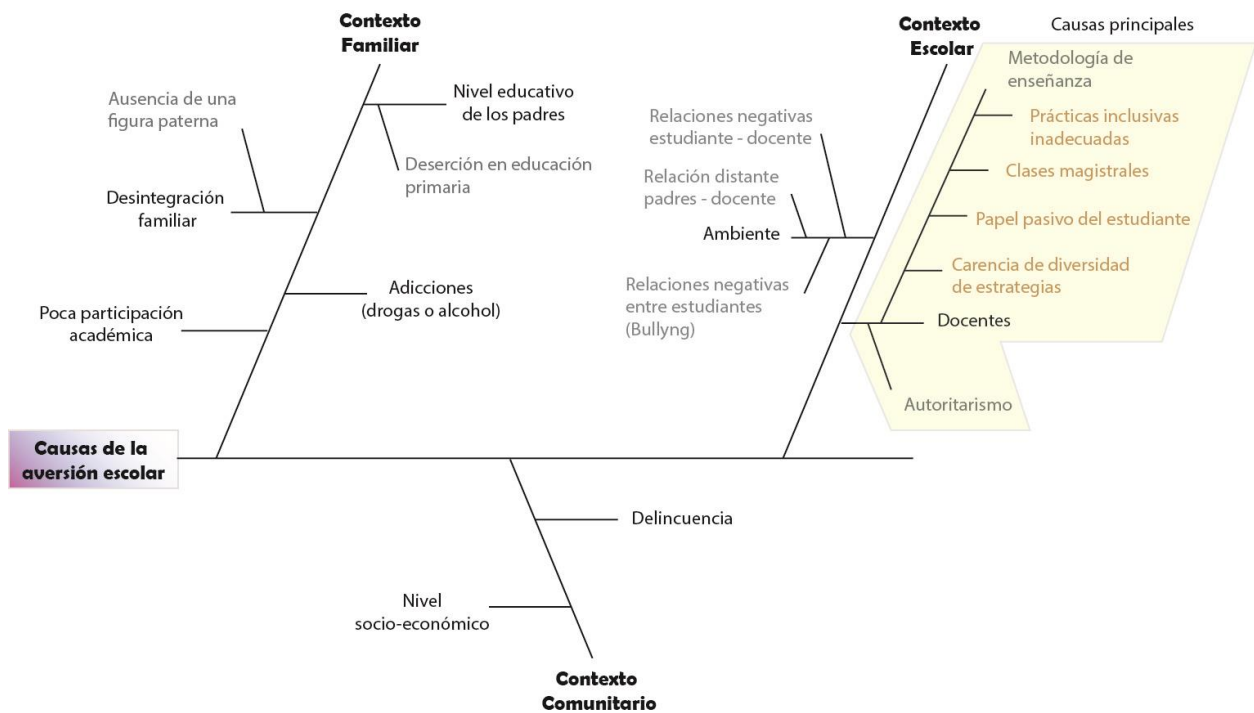 Contexto
Familiar
Ausencia de una
figura paterna
Nivel educativo
de los padres
Deserción en educación
primaria
Desintegración
familiar
Adicciones
(drogas o alcohol)
Poca participación
académica
Contexto
Escolar
Causas principales
Metodología de
enseñanza
Prácticas inclusivas
inadecuadas
Clases magistrales
Papel pasivo del estudiante
Carencia de diversidad
de estrategias
Docentes
Autoritarismo
Relaciones negativas
estudiante - docente
Relación distante
padres - docente
Ambiente
Relaciones negativas
entre estudiantes
(Bullyng)
Causas de la
aversión escolar
Delincuencia
Nivel
socio-económico
Contexto
Comunitario